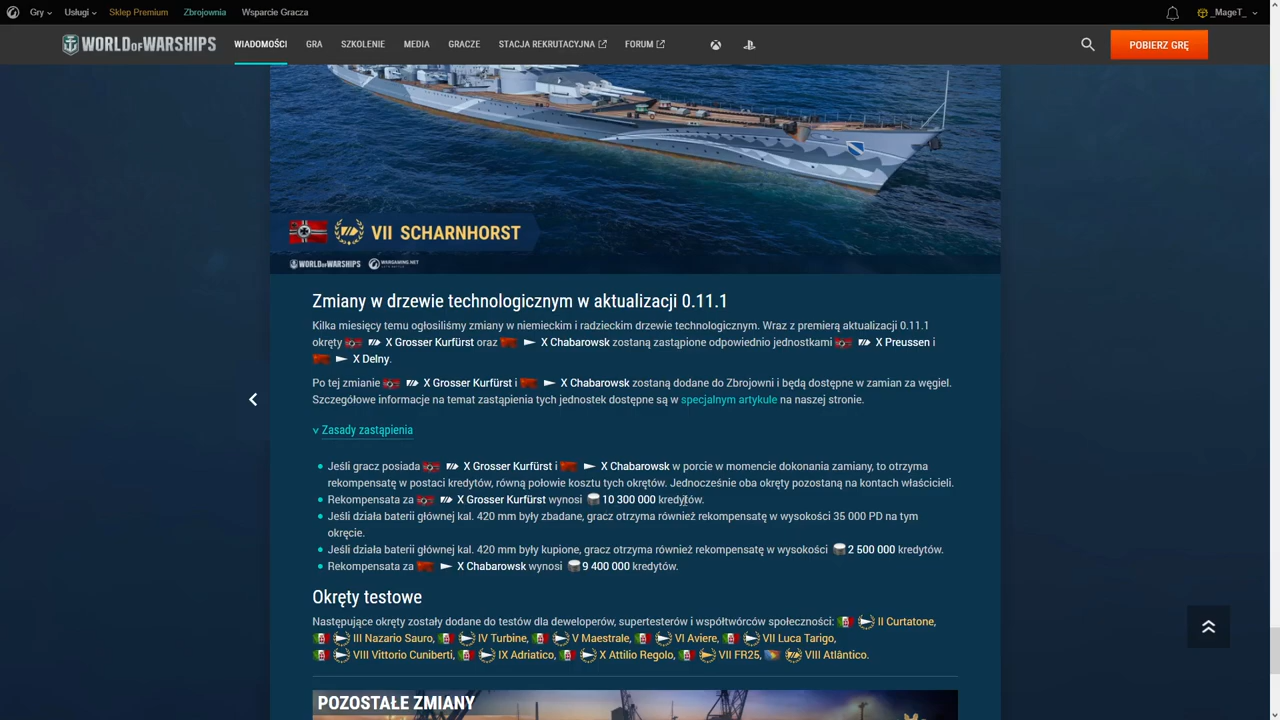 Gry Usługi Sklep Premium Zbrojownia Wsparcie Gracza _MageT_
WORLD OF WARSHIPS WIADOMOŚCI GRA SZKOLENIE MEDIA GRACZE STACJA REKRUTACYJNA FORUM POBIERZ GRĘ
VII SCHARNHORST
WORLD OF WARSHIPS WARGAMING.NET
Zmiany w drzewie technologicznym w aktualizacji 0.11.1
Kilka miesięcy temu ogłosiliśmy zmiany w niemieckim i radzieckim drzewie technologicznym. Wraz z premierą aktualizacji 0.11.1
okręty X Grosser Kurfürst oraz X Chabarowsk zostaną zastąpione odpowiednio jednostkami X Preussen i
X Delny.
Po tej zmianie X Grosser Kurfürst i X Chabarowsk zostaną dodane do Zbrojowni i będą dostępne w zamian za węgiel.
Szczegółowe informacje na temat zastąpienia tych jednostek dostępne są w specjalnym artykule na naszej stronie.
Zasady zastąpienia
Jeśli gracz posiada X Grosser Kurfürst i X Chabarowsk w porcie w momencie dokonania zamiany, to otrzyma
rekompensatę w postaci kredytów, równą połowie kosztu tych okrętów. Jednocześnie oba okręty pozostaną na kontach właścicieli.
Rekompensata za X Grosser Kurfürst wynosi 10 300 000 kredytów.
Jeśli działa baterii głównej kal. 420 mm były zbadane, gracz otrzyma również rekompensatę w wysokości 35 000 PD na tym
okręcie.
Jeśli działa baterii głównej kal. 420 mm były kupione, gracz otrzyma również rekompensatę w wysokości 2 500 000 kredytów.
Rekompensata za X Chabarowsk wynosi 9 400 000 kredytów.
Okręty testowe
Następujące okręty zostały dodane do testów dla deweloperów, supertesterów i współtwórców społeczności: II Curtatone,
III Nazario Sauro, IV Turbine, V Maestrale, VI Aviere, VII Luca Tarigo,
VIII Vittorio Cuniberti, IX Adriatico, X Attilio Regolo, VII FR25, VIII Atlântico.
POZOSTAŁE ZMIANY